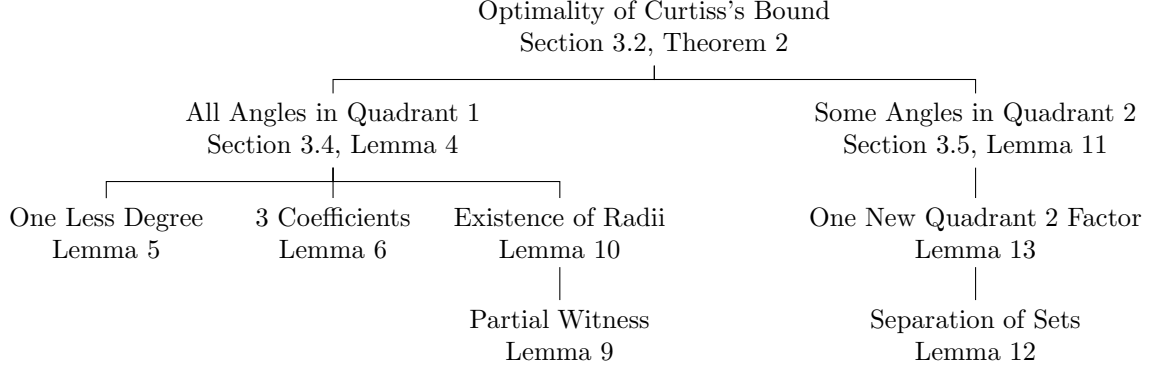 Optimality of Curtiss's Bound
Section 3.2, Theorem 2
All Angles in Quadrant 1
Section 3.4, Lemma 4
Some Angles in Quadrant 2
Section 3.5, Lemma 11
One Less Degree
Lemma 5
3 Coefficients
Lemma 6
Existence of Radii
Lemma 10
One New Quadrant 2 Factor
Lemma 13
Partial Witness
Lemma 9
Separation of Sets
Lemma 12